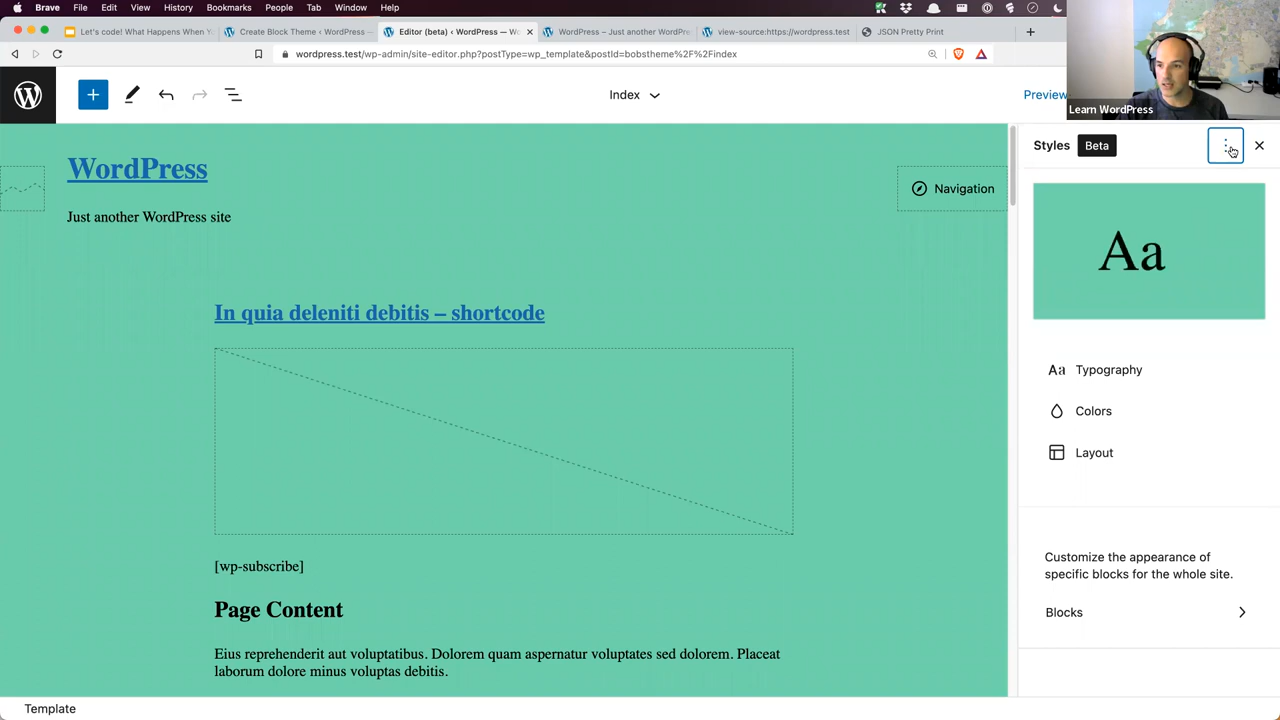 Brave File Edit View History Bookmarks People Tab Window Help
Let's code! What Happens When Y
Create Block Theme ‹ WordPress —
Editor (beta) ‹ WordPress — Wo
WordPress – Just another WordPre
view-source:https://wordpress.test
JSON Pretty Print
wordpress.test/wp-admin/site-editor.php?postType=wp_template&postId=bobstheme%2F%2Findex
Index
Preview
Learn WordPress
WordPress
Just another WordPress site
Navigation
In quia deleniti debitis – shortcode
[wp-subscribe]
Page Content
Eius reprehenderit aut voluptatibus. Dolorem quam aspernatur voluptates sed dolorem. Placeat
laborum dolore minus voluptas debitis.
Styles Beta
Aa
Aa Typography
Colors
Layout
Customize the appearance of
specific blocks for the whole site.
Blocks
Template